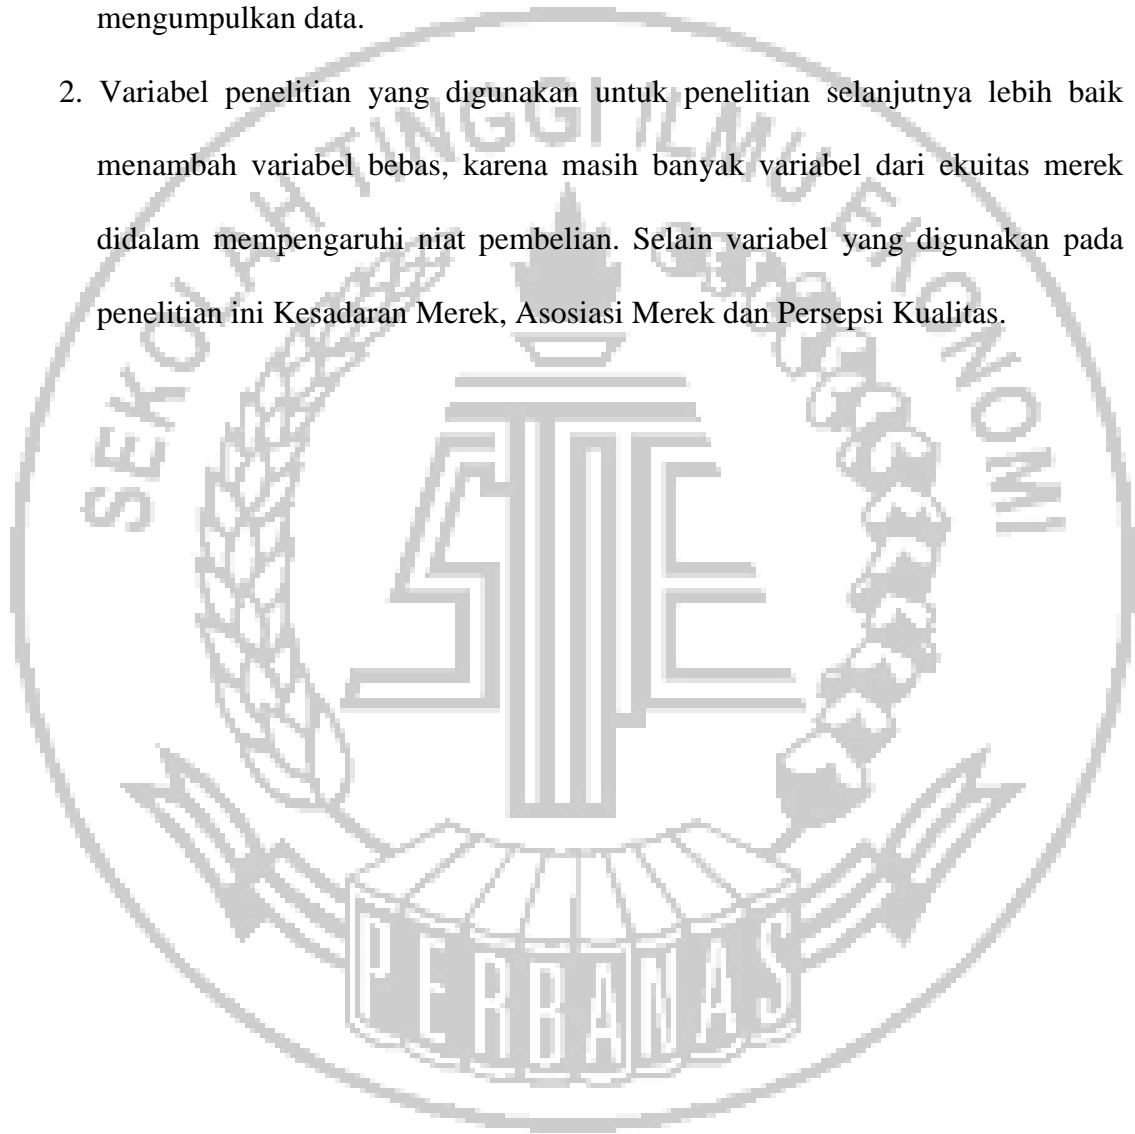 mengumpulkan data.
2. Variabel penelitian yang digunakan untuk penelitian selanjutnya lebih baik
menambah variabel bebas, karena masih banyak variabel dari ekuitas merek
didalam mempengaruhi niat pembelian. Selain variabel yang digunakan pada
penelitian ini Kesadaran Merek, Asosiasi Merek dan Persepsi Kualitas.
SEKOLAH TINGGI ILMU EKONOMI
STIE
PERBANAS